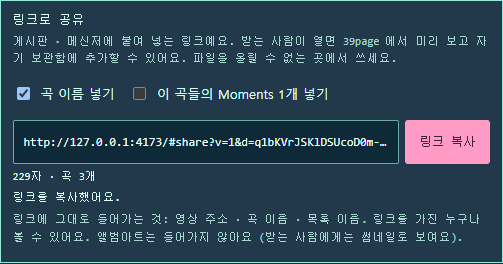 링크로 공유
게시판 · 메신저에 붙여 넣는 링크예요. 받는 사람이 열면 39page 에서 미리 보고 자
기 보관함에 추가할 수 있어요. 파일을 올릴 수 없는 곳에서 쓰세요.
곡 이름 넣기 이 곡들의 Moments 1개 넣기
http://127.0.0.1:4173/#share?v=1&d=q1bKVrJSKlDSUcoD0m-… 링크 복사
229자 · 곡 3개
링크를 복사했어요.
링크에 그대로 들어가는 것: 영상 주소 · 곡 이름 · 목록 이름. 링크를 가진 누구나
볼 수 있어요. 앨범아트는 들어가지 않아요 (받는 사람에게는 썸네일로 보여요).